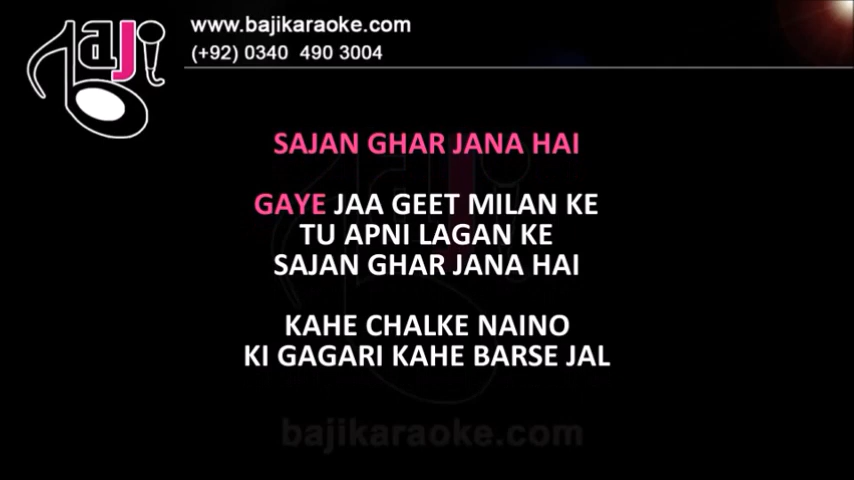 Baji
www.bajikaraoke.com
(+92) 0340 490 3004
SAJAN GHAR JANA HAI
GAYE JAA GEET MILAN KE
TU APNI LAGAN KE
SAJAN GHAR JANA HAI
KAHE CHALKE NAINO
KI GAGARI KAHE BARSE JAL
bajikaraoke.com